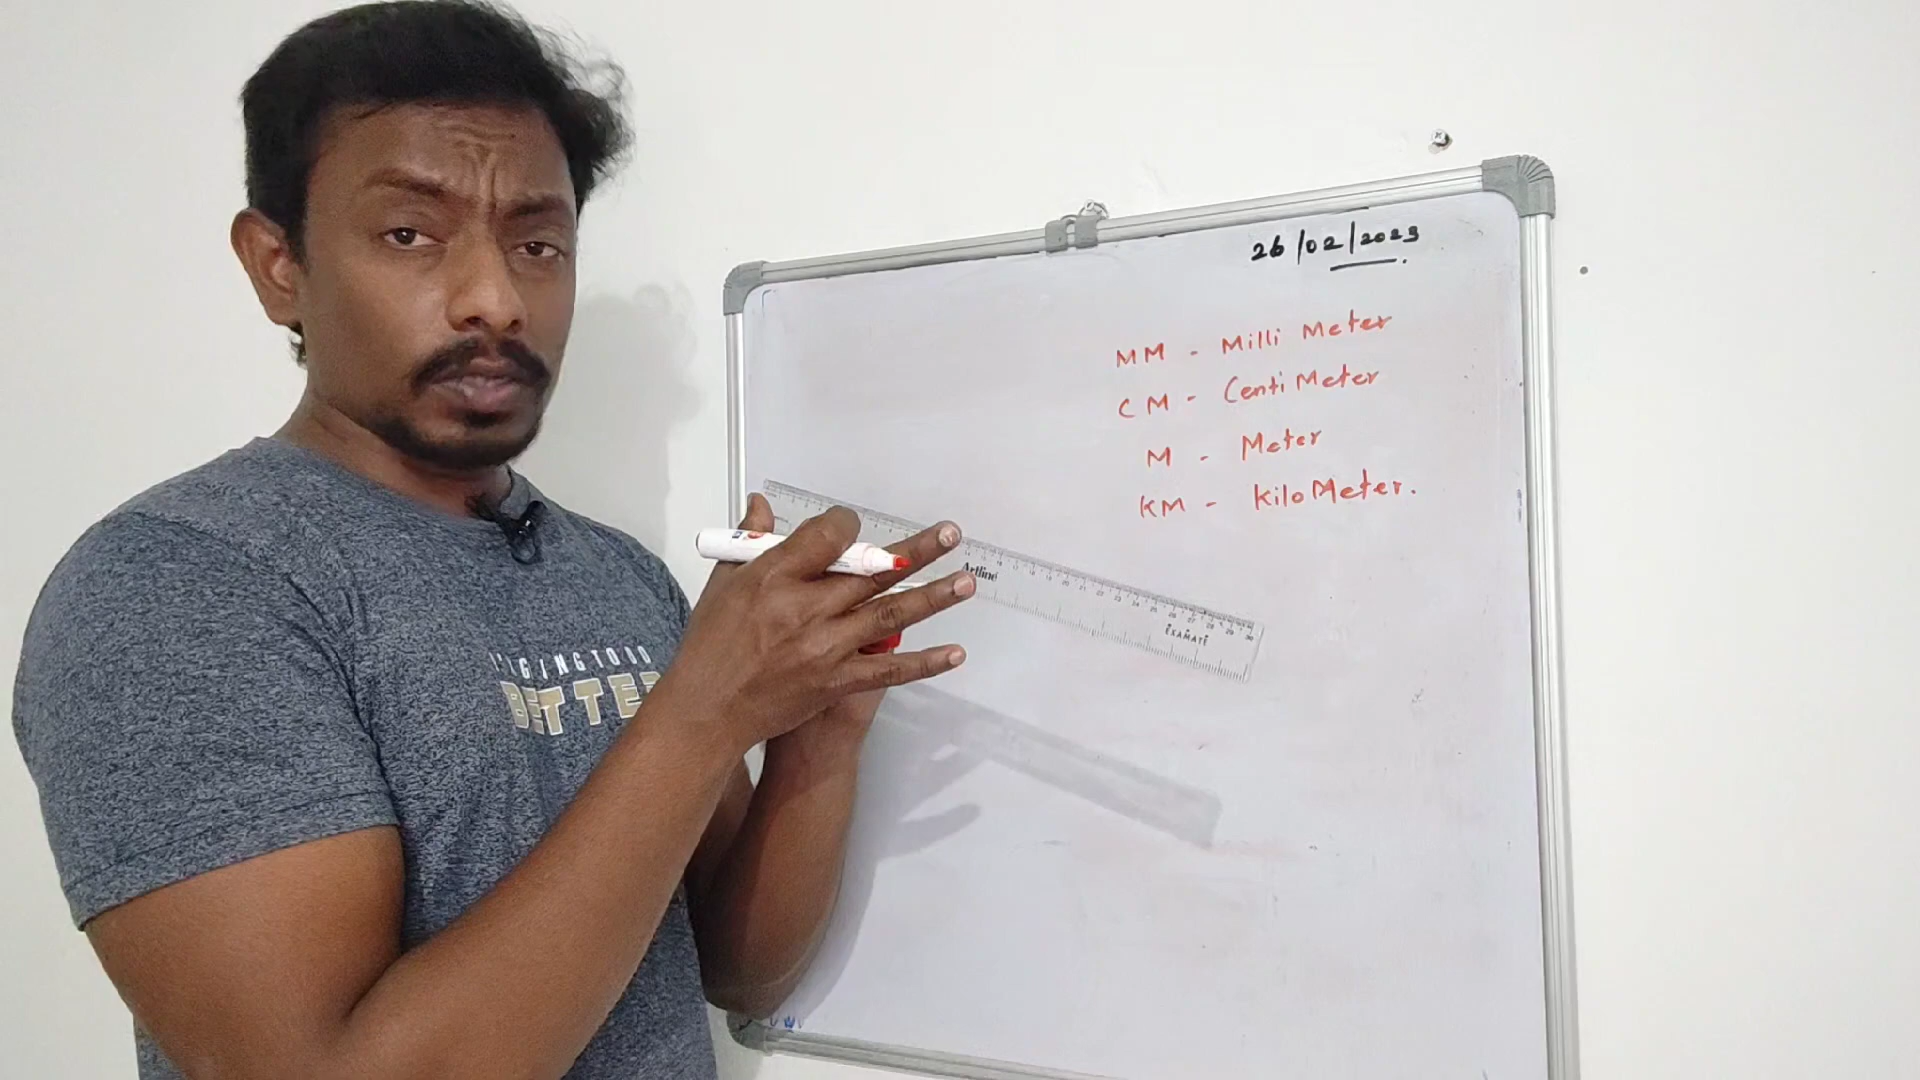 26/02/2023
MM - Milli Meter
CM - Centi Meter
M - Meter
KM - Kilo Meter.
Artline
EXAMATE
BETTER